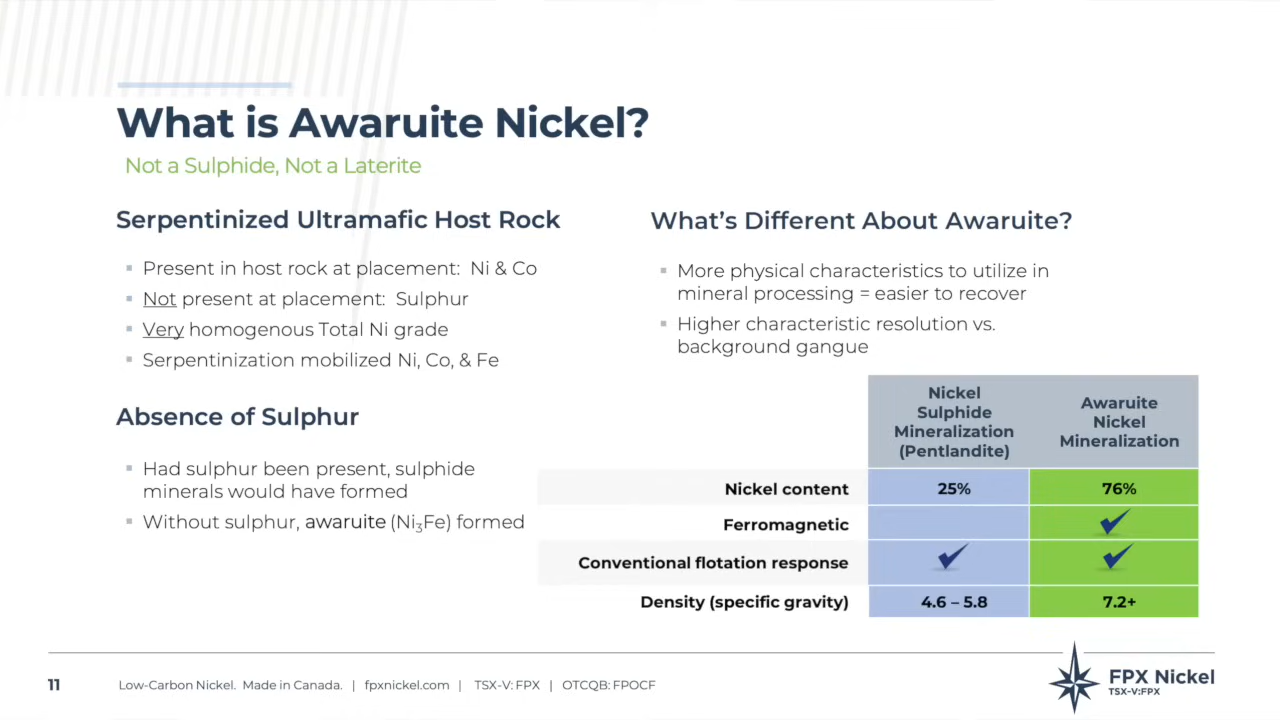 What is Awaruite Nickel?
Not a Sulphide, Not a Laterite
Serpentinized Ultramafic Host Rock
Present in host rock at placement: Ni & Co
Not present at placement: Sulphur
Very homogenous Total Ni grade
Serpentinization mobilized Ni, Co, & Fe
Absence of Sulphur
Had sulphur been present, sulphide
minerals would have formed
Without sulphur, awaruite (Ni₃Fe) formed
What's Different About Awaruite?
More physical characteristics to utilize in
mineral processing = easier to recover
Higher characteristic resolution vs.
background gangue
Nickel
Sulphide
Mineralization
(Pentlandite)
Awaruite
Nickel
Mineralization
Nickel content 25% 76%
Ferromagnetic ✓
Conventional flotation response ✓ ✓
Density (specific gravity) 4.6 – 5.8 7.2+
11 Low-Carbon Nickel. Made in Canada. | fpxnickel.com | TSX-V: FPX | OTCQB: FPOCF
FPX Nickel
TSX-V:FPX